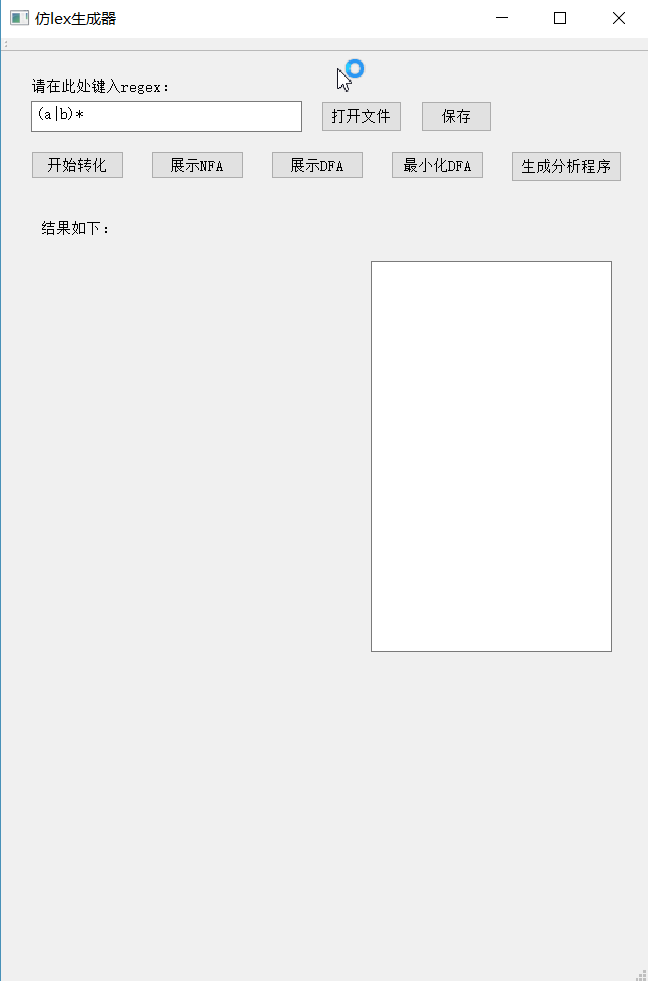 仿lex生成器
请在此处键入regex：
(a|b)* 打开文件 保存
开始转化 展示NFA 展示DFA 最小化DFA 生成分析程序
结果如下：